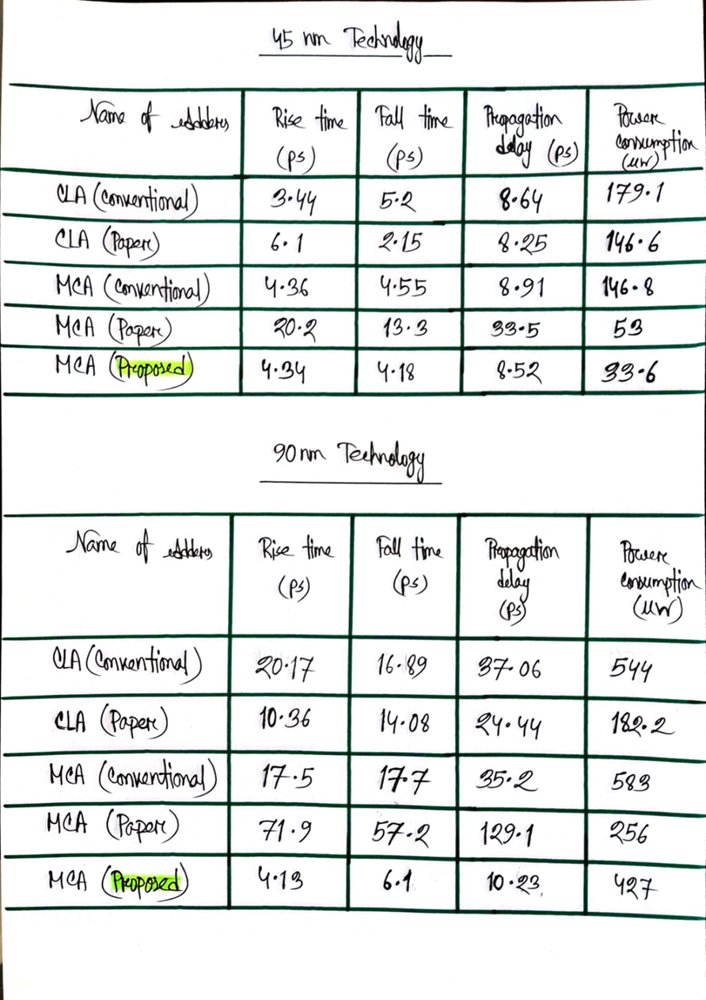 45 nm Technology
Name of Adders Rise time (ps) Fall time (ps) Propagation delay (ps) Power consumption (uw)
CLA (Conventional) 3.44 5.2 8.64 179.1
CLA (Paper) 6.1 2.15 8.25 146.6
MCA (Conventional) 4.36 4.55 8.91 146.8
MCA (Paper) 20.2 13.3 33.5 53
MCA (Proposed) 4.34 4.18 8.52 33.6
90 nm Technology
Name of Adders Rise time (ps) Fall time (ps) Propagation delay (ps) Power consumption (uw)
CLA (Conventional) 20.17 16.89 37.06 544
CLA (Paper) 10.36 14.08 24.44 182.2
MCA (Conventional) 17.5 17.7 35.2 583
MCA (Paper) 71.9 57.2 129.1 256
MCA (Proposed) 4.13 6.1 10.23 427